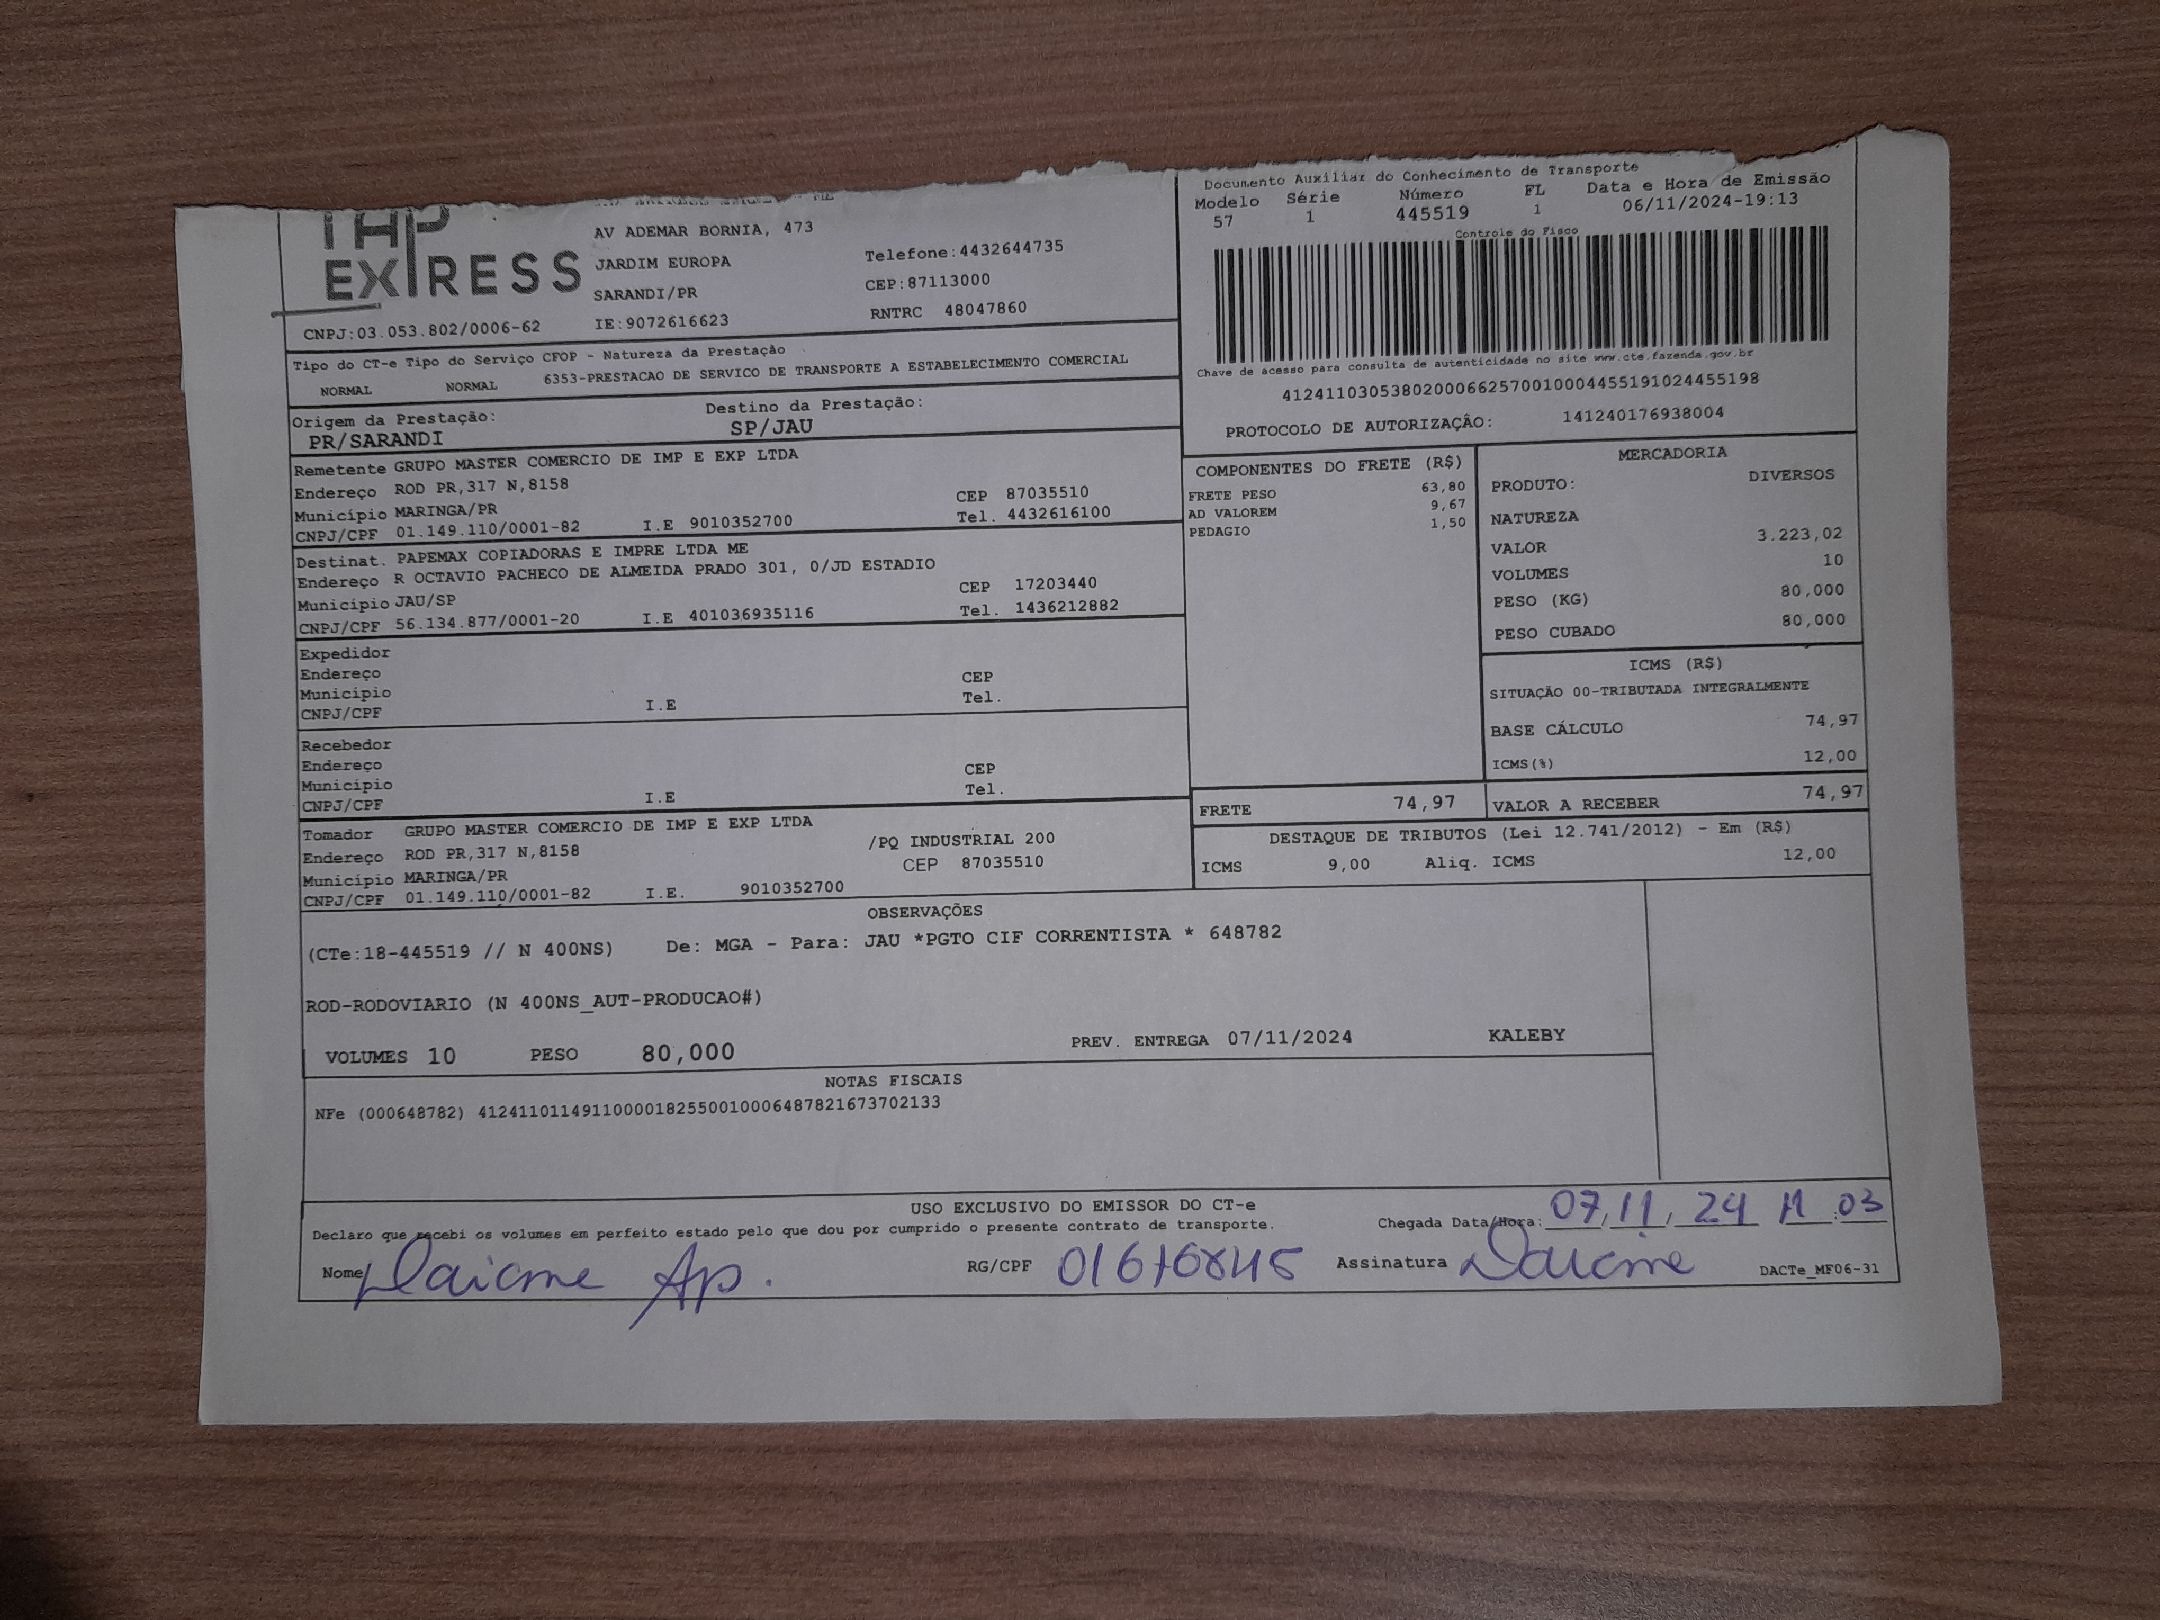 THP
EXPRESS
AV ADEMAR BORNIA, 473
JARDIM EUROPA
SARANDI/PR
IE:9072616623
Telefone:4432644735
CEP:87113000
RNTRC 48047860
CNPJ:03.053.802/0006-62
Documento Auxiliar do Conhecimento de Transporte
Modelo Série Número FL Data e Hora de Emissão
57 1 445519 1 06/11/2024-19:13
Controle do Fisco
Chave de acesso para consulta de autenticidade no site www.cte.fazenda.gov.br
41241103053802000662570010004455191024455198
PROTOCOLO DE AUTORIZAÇÂO: 141240176938004
Tipo do CT-e Tipo do Serviço CFOP - Natureza da Prestação
NORMAL NORMAL 6353-PRESTACAO DE SERVICO DE TRANSPORTE A ESTABELECIMENTO COMERCIAL
Origem da Prestação: Destino da Prestação:
PR/SARANDI SP/JAU
Remetente GRUPO MASTER COMERCIO DE IMP E EXP LTDA
Endereço ROD PR,317 N,8158 CEP 87035510
Município MARINGA/PR Tel. 4432616100
CNPJ/CPF 01.149.110/0001-82 I.E 9010352700
Destinat. PAPEMAX COPIADORAS E IMPRE LTDA ME
Endereço R OCTAVIO PACHECO DE ALMEIDA PRADO 301, 0/JD ESTADIO
Município JAU/SP CEP 17203440
CNPJ/CPF 56.134.877/0001-20 I.E 401036935116 Tel. 1436212882
Expedidor
Endereço CEP
Município Tel.
CNPJ/CPF I.E
Recebedor
Endereço CEP
Município Tel.
CNPJ/CPF I.E
Tomador GRUPO MASTER COMERCIO DE IMP E EXP LTDA
Endereço ROD PR,317 N,8158 /PQ INDUSTRIAL 200
Município MARINGA/PR CEP 87035510
CNPJ/CPF 01.149.110/0001-82 I.E. 9010352700
COMPONENTES DO FRETE (R$)
FRETE PESO 63,80
AD VALOREM 9,67
PEDAGIO 1,50
MERCADORIA
PRODUTO: DIVERSOS
NATUREZA
VALOR 3.223,02
VOLUMES 10
PESO (KG) 80,000
PESO CUBADO 80,000
ICMS (R$)
SITUAÇÃO 00-TRIBUTADA INTEGRALMENTE
BASE CÁLCULO 74,97
ICMS(%) 12,00
FRETE 74,97 VALOR A RECEBER 74,97
DESTAQUE DE TRIBUTOS (Lei 12.741/2012) - Em (R$)
ICMS 9,00 Aliq. ICMS 12,00
OBSERVAÇÕES
(CTe:18-445519 // N 400NS) De: MGA - Para: JAU *PGTO CIF CORRENTISTA * 648782
ROD-RODOVIARIO (N 400NS_AUT-PRODUCAO#)
VOLUMES 10 PESO 80,000 PREV. ENTREGA 07/11/2024 KALEBY
NOTAS FISCAIS
NFe (000648782) 41241101149110000182550010006487821673702133
USO EXCLUSIVO DO EMISSOR DO CT-e
Declaro que recebi os volumes em perfeito estado pelo que dou por cumprido o presente contrato de transporte. Chegada Data/Hora: 07,11, 24 11:03
Nome Daiane Ap. RG/CPF Assinatura Daiane DACTe_MF06-31